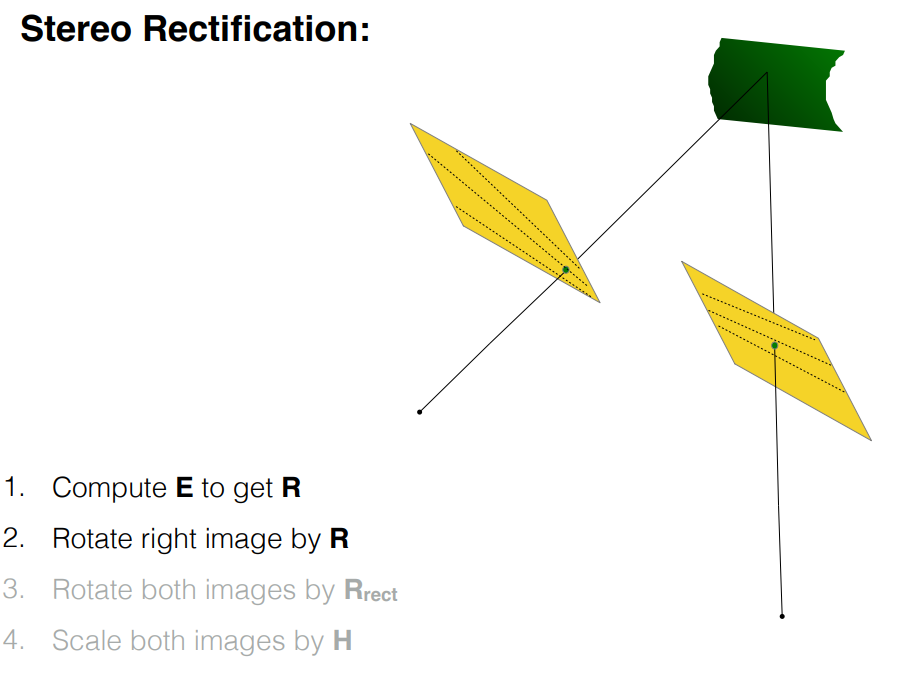 Stereo Rectification:
1. Compute E to get R
2. Rotate right image by R
3. Rotate both images by Rrect
4. Scale both images by H